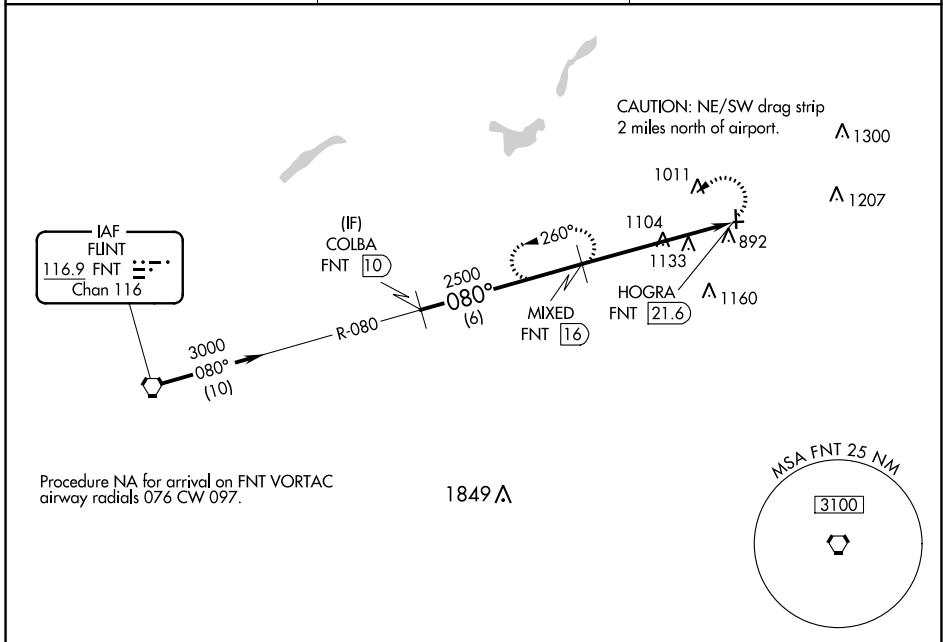 CAUTION: NE/SW drag strip
2 miles north of airport.
1300
1011
1207
IAF
FLINT
116.9 FNT
Chan 116
(IF)
COLBA
FNT 10
260°
1104
892
1133
2500
080°
(6)
MIXED
FNT 16
HOGRA
FNT 21.6
1160
R-080
3000
080°
(10)
Procedure NA for arrival on FNT VORTAC
airway radials 076 CW 097.
1849
MSA FNT 25 NM
3100